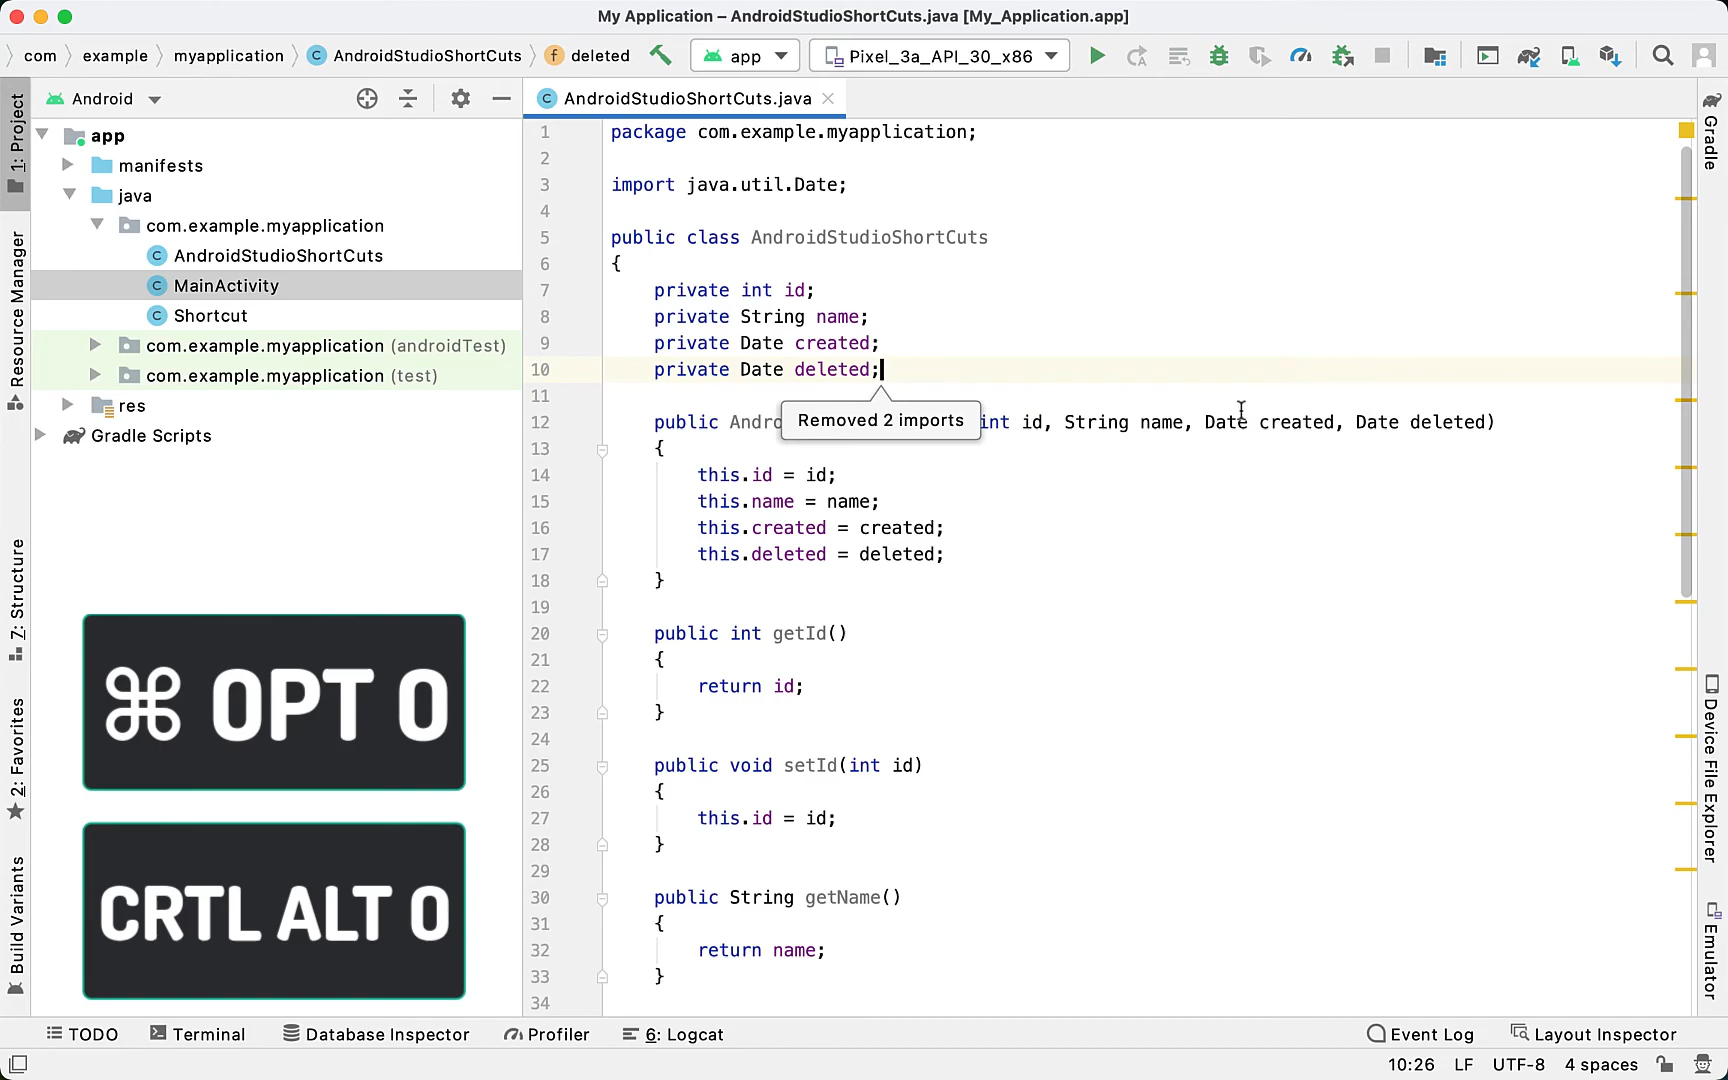 My Application – AndroidStudioShortCuts.java [My_Application.app]
com example myapplication C AndroidStudioShortCuts f deleted app Pixel_3a_API_30_x86
Android
AndroidStudioShortCuts.java
1: Project
Resource Manager
7: Structure
2: Favorites
Build Variants
app
manifests
java
com.example.myapplication
C AndroidStudioShortCuts
C MainActivity
C Shortcut
com.example.myapplication (androidTest)
com.example.myapplication (test)
res
Gradle Scripts
⌘ OPT O
CRTL ALT O
1 package com.example.myapplication;
2
3 import java.util.Date;
4
5 public class AndroidStudioShortCuts
6 {
7 private int id;
8 private String name;
9 private Date created;
10 private Date deleted;
11
12 public Andro int id, String name, Date created, Date deleted)
Removed 2 imports
13 {
14 this.id = id;
15 this.name = name;
16 this.created = created;
17 this.deleted = deleted;
18 }
19
20 public int getId()
21 {
22 return id;
23 }
24
25 public void setId(int id)
26 {
27 this.id = id;
28 }
29
30 public String getName()
31 {
32 return name;
33 }
34
Gradle
Device File Explorer
Emulator
TODO Terminal Database Inspector Profiler 6: Logcat Event Log Layout Inspector
10:26 LF UTF-8 4 spaces